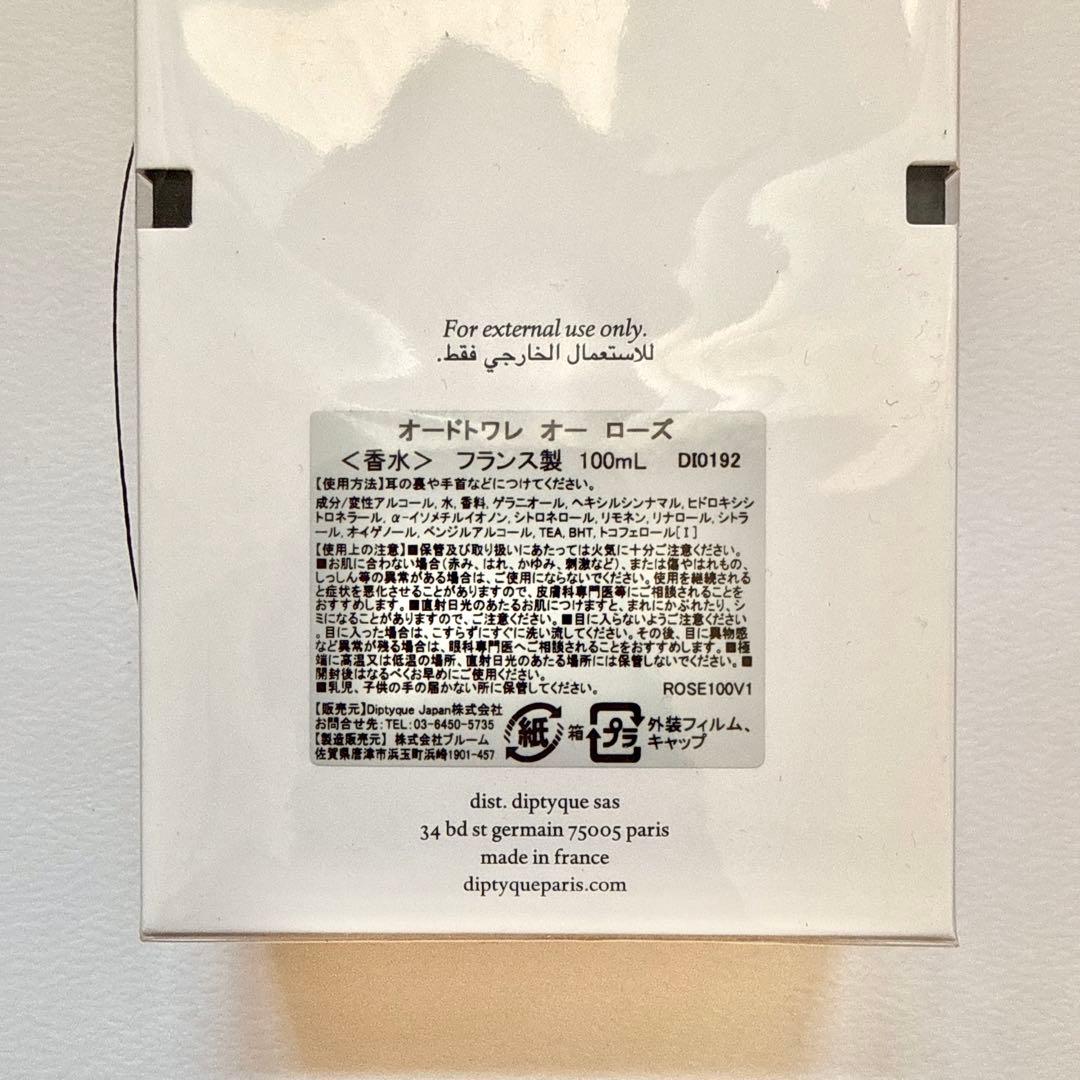 For external use only.
للاستعمال الخارجي فقط.
オードトワレ オー ローズ
＜香水＞ フランス製 100mL DI0192
【使用方法】耳の裏や手首などにつけてください。
成分/変性アルコール, 水, 香料, ゲラニオール, ヘキシルシンナマル, ヒドロキシシ
トロネラール, α-イソメチルイオノン, シトロネロール, リモネン, リナロール, シトラ
ール, オイゲノール, ベンジルアルコール, TEA, BHT, トコフェロール[Ⅰ]
【使用上の注意】■保管及び取り扱いにあたっては火気に十分ご注意ください。
■お肌に合わない場合(赤み、はれ、かゆみ、刺激など)、または傷やはれもの、
しっしん等の異常がある場合は、ご使用にならないでください。使用を継続される
と症状を悪化させることがありますので、皮膚科専門医等にご相談されることを
おすすめします。■直射日光のあたるお肌につけますと、まれにかぶれたり、シ
ミになることがありますので、ご注意ください。■目に入らないようご注意ください
。目に入った場合は、こすらずにすぐに洗い流してください。その後、目に異物感
など異常が残る場合は、眼科専門医へご相談されることをおすすめします。■極
端に高温又は低温の場所、直射日光のあたる場所には保管しないでください。■
開封後はなるべくお早めにご使用ください。
■乳児、子供の手の届かない所に保管してください。 ROSE100V1
【販売元】Diptyque Japan株式会社
お問合せ先：TEL：03-6450-5735
【製造販売元】 株式会社ブルーム
佐賀県唐津市浜玉町浜崎1901-457
紙 箱 プラ 外装フィルム、
キャップ
dist. diptyque sas
34 bd st germain 75005 paris
made in france
diptyqueparis.com